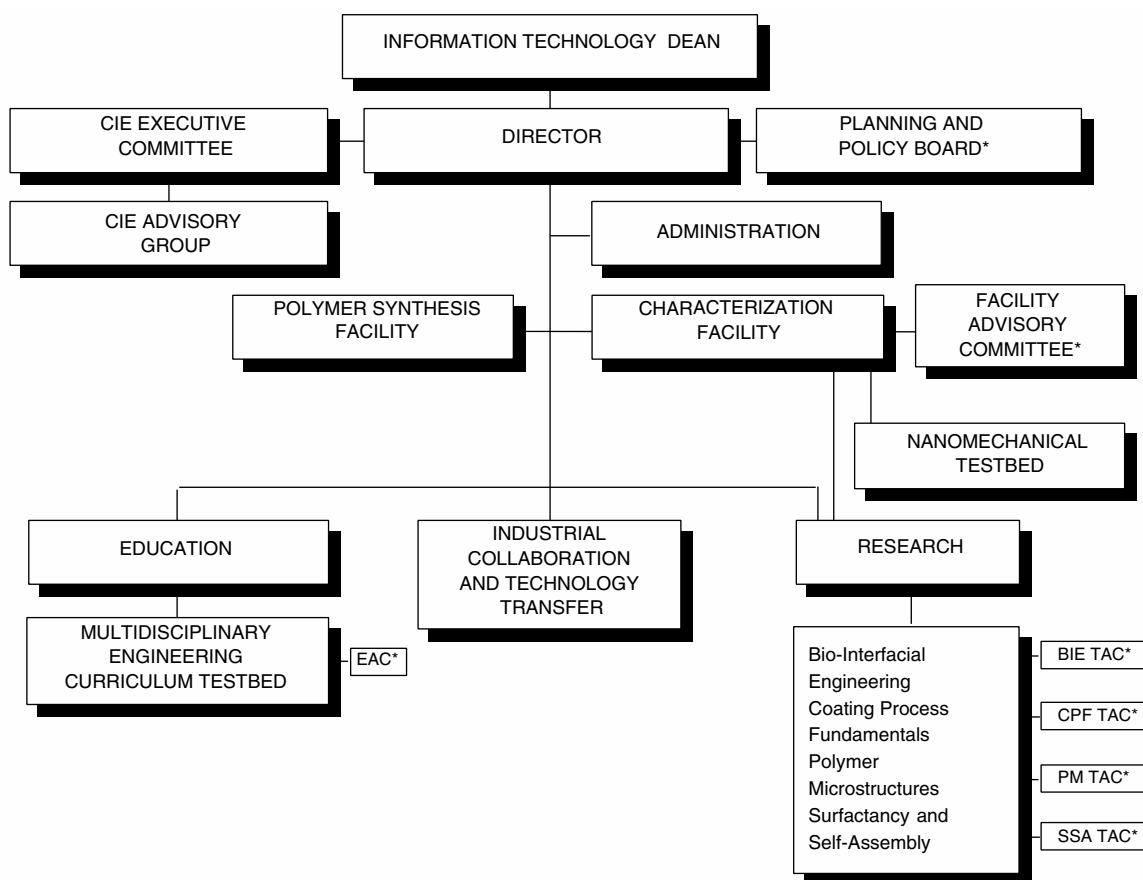 INFORMATION TECHNOLOGY DEAN
CIE EXECUTIVE
COMMITTEE
DIRECTOR
PLANNING AND
POLICY BOARD*
CIE ADVISORY
GROUP
ADMINISTRATION
POLYMER SYNTHESIS
FACILITY
CHARACTERIZATION
FACILITY
FACILITY
ADVISORY
COMMITTEE*
NANOMECHANICAL
TESTBED
EDUCATION
INDUSTRIAL
COLLABORATION
AND TECHNOLOGY
TRANSFER
RESEARCH
MULTIDISCIPLINARY
ENGINEERING
CURRICULUM TESTBED
EAC*
Bio-Interfacial
Engineering
Coating Process
Fundamentals
Polymer
Microstructures
Surfactancy and
Self-Assembly
BIE TAC*
CPF TAC*
PM TAC*
SSA TAC*